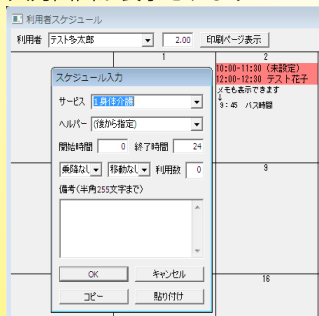 利用者スケジュール
利用者 テスト多太郎 2.00 印刷ページ表示
1 2
10:00-11:30 (未設定)
12:00-12:30 テスト花子
メモも表示できます
↓
9:45 バス時間
スケジュール入力
サービス 1.身体介護
ヘルパー (後から指定)
開始時間 0 終了時間 24
乗降なし 移動なし 利用数 0
備考(半角255文字まで)
9
OK キャンセル
コピー 貼り付け
16